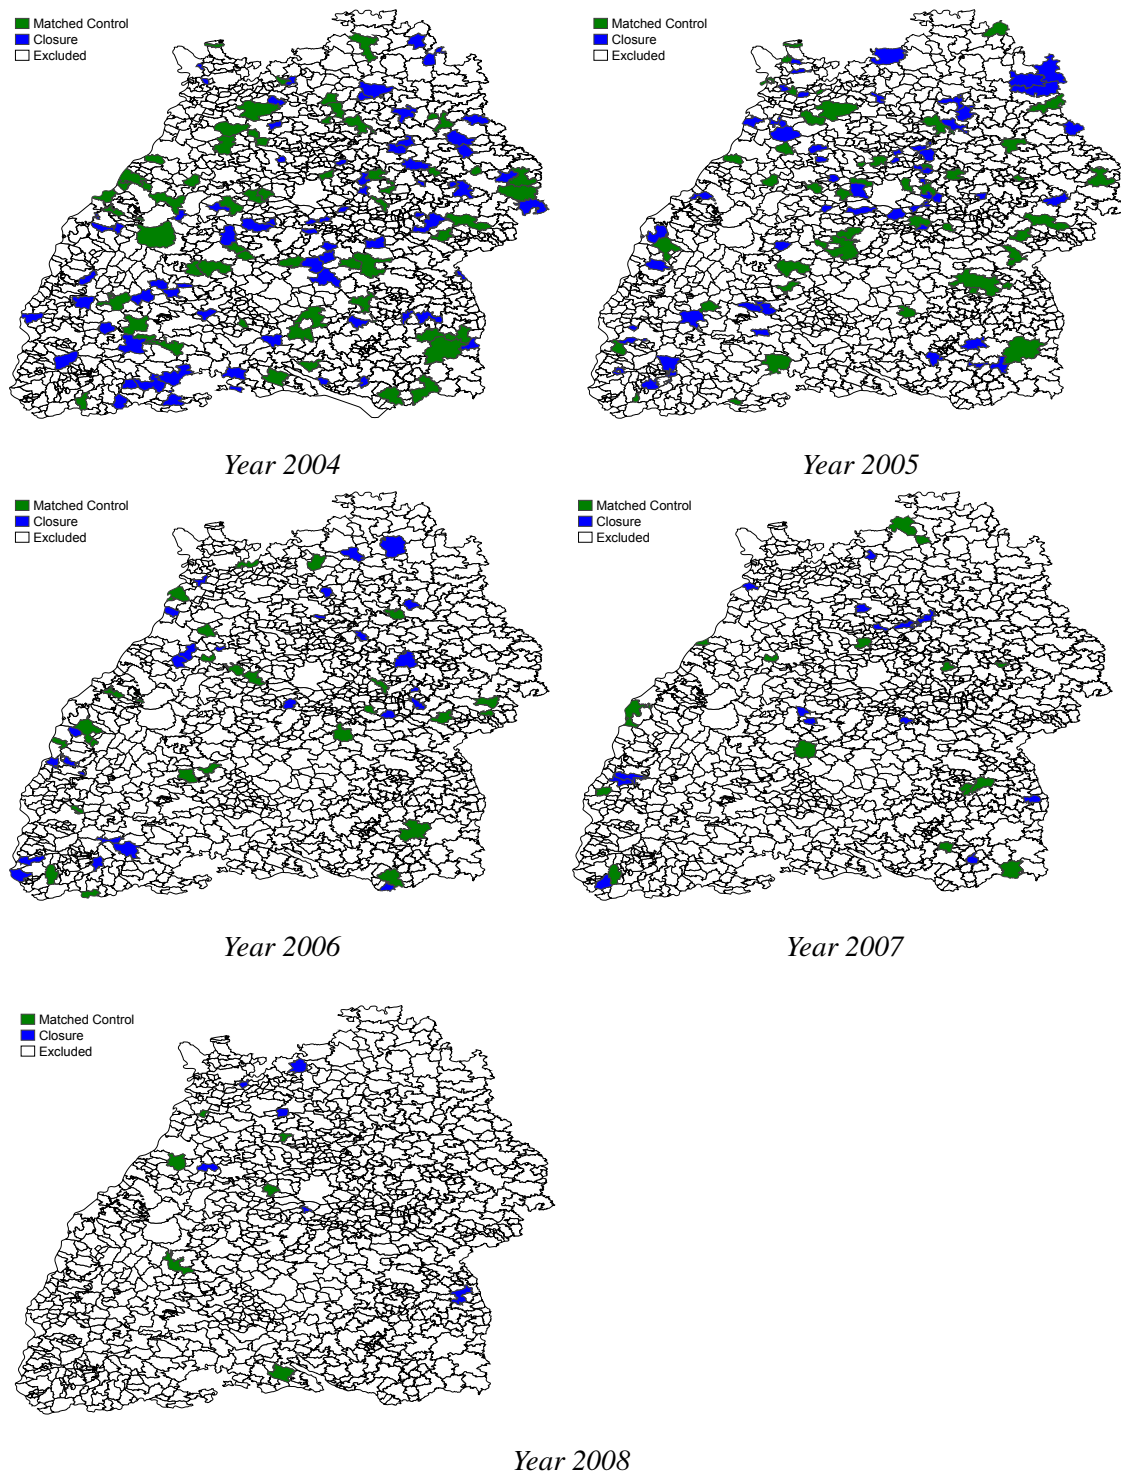 Matched Control
Closure
Excluded
Matched Control
Closure
Excluded
Year 2004
Year 2005
Matched Control
Closure
Excluded
Matched Control
Closure
Excluded
Year 2006
Year 2007
Matched Control
Closure
Excluded
Year 2008